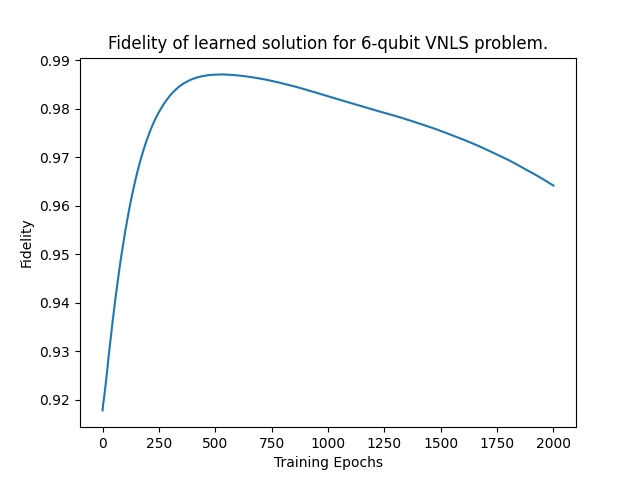 Fidelity of learned solution for 6-qubit VNLS problem.
0.99
0.98
0.97
0.96
0.95
0.94
0.93
0.92
Fidelity
0 250 500 750 1000 1250 1500 1750 2000
Training Epochs